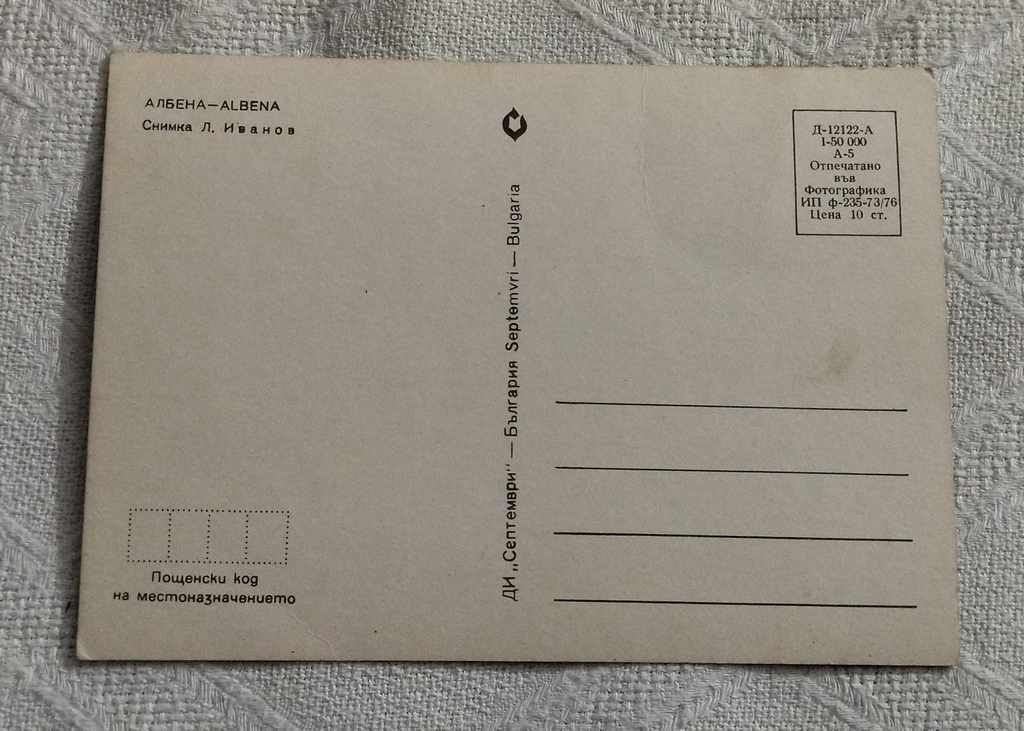 АЛБЕНА—ALBENA
Снимка Л. Иванов
Д-12122-А
1-50 000
А-5
Отпечатано
във
Фотографика
ИП ф-235-73/76
Цена 10 ст.
ДИ „Септември" — България Septemvri — Bulgaria
Пощенски код
на местоназначението